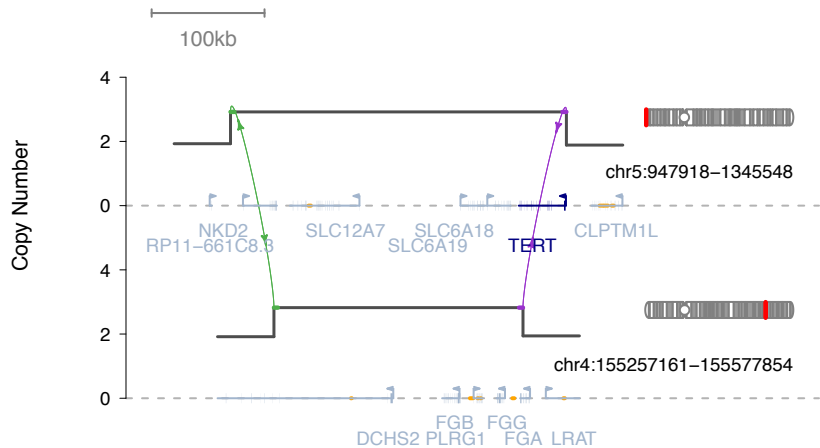 100kb
Copy Number
4
2
0
chr5:947918−1345548
NKD2
SLC12A7
SLC6A18
CLPTM1L
RP11−661C8.3
SLC6A19
TERT
4
2
0
chr4:155257161−155577854
FGB
FGG
DCHS2
PLRG1
FGA
LRAT